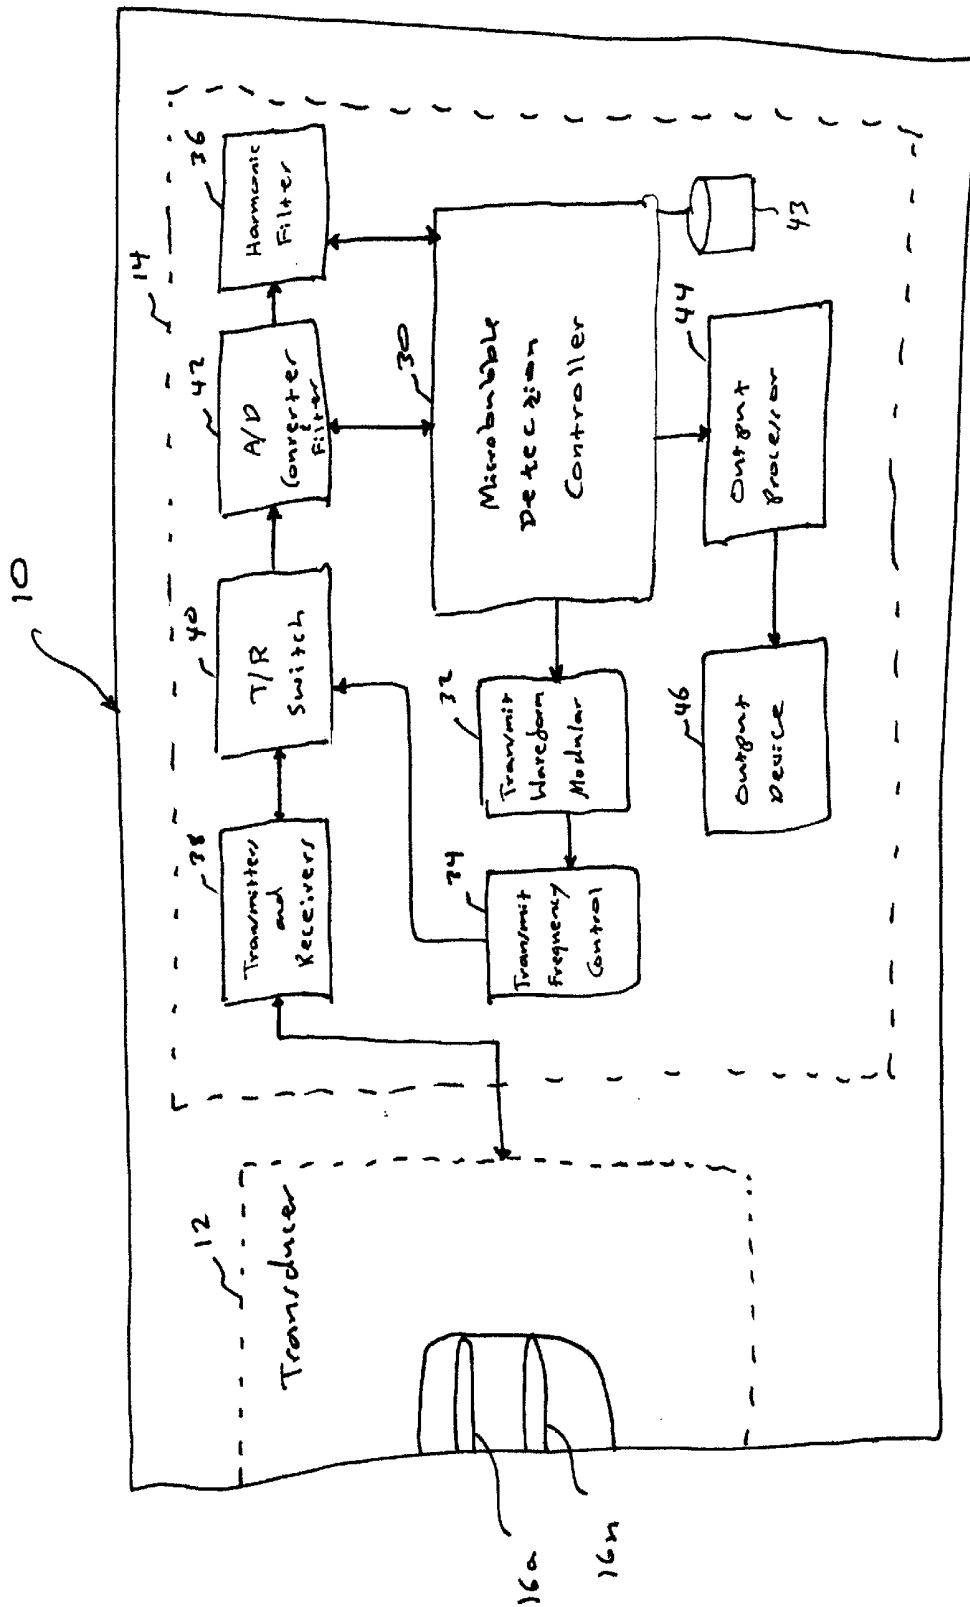 10
12
Transducer
16a
16n
14
38
Transmitters
and
Receivers
40
T/R
Switch
42
A/D
Converter
&
Filter
36
Harmonic
Filter
34
Transmit
Frequency
Control
32
Transmit
Waveform
Modular
30
Microbubble
Detection
Controller
43
46
Output
Device
44
Output
Processor